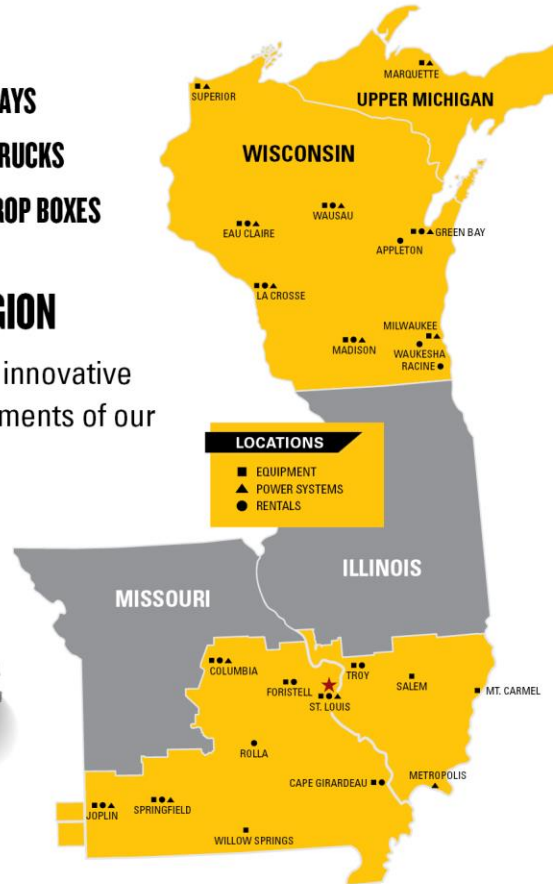 AYS
RUCKS
ROP BOXES
GION
innovative
ments of our
MARQUETTE
UPPER MICHIGAN
SUPERIOR
WISCONSIN
WAUSAU
EAU CLAIRE
GREEN BAY
APPLETON
LA CROSSE
MILWAUKEE
MADISON
WAUKESHA
RACINE
LOCATIONS
EQUIPMENT
POWER SYSTEMS
RENTALS
ILLINOIS
MISSOURI
COLUMBIA
TROY
FORISTELL
SALEM
MT. CARMEL
ST. LOUIS
ROLLA
CAPE GIRARDEAU
METROPOLIS
JOPLIN
SPRINGFIELD
WILLOW SPRINGS